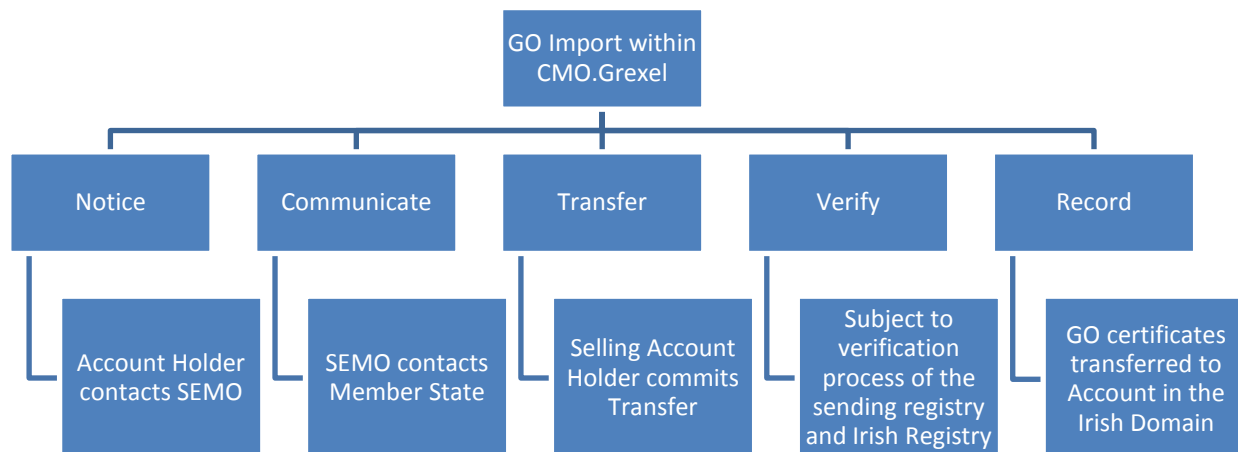 GO Import within
CMO.Grexel
Notice
Communicate
Transfer
Verify
Record
Account Holder
contacts SEMO
SEMO contacts
Member State
Selling Account
Holder commits
Transfer
Subject to
verification
process of the
sending registry
and Irish Registry
GO certificates
transferred to
Account in the
Irish Domain